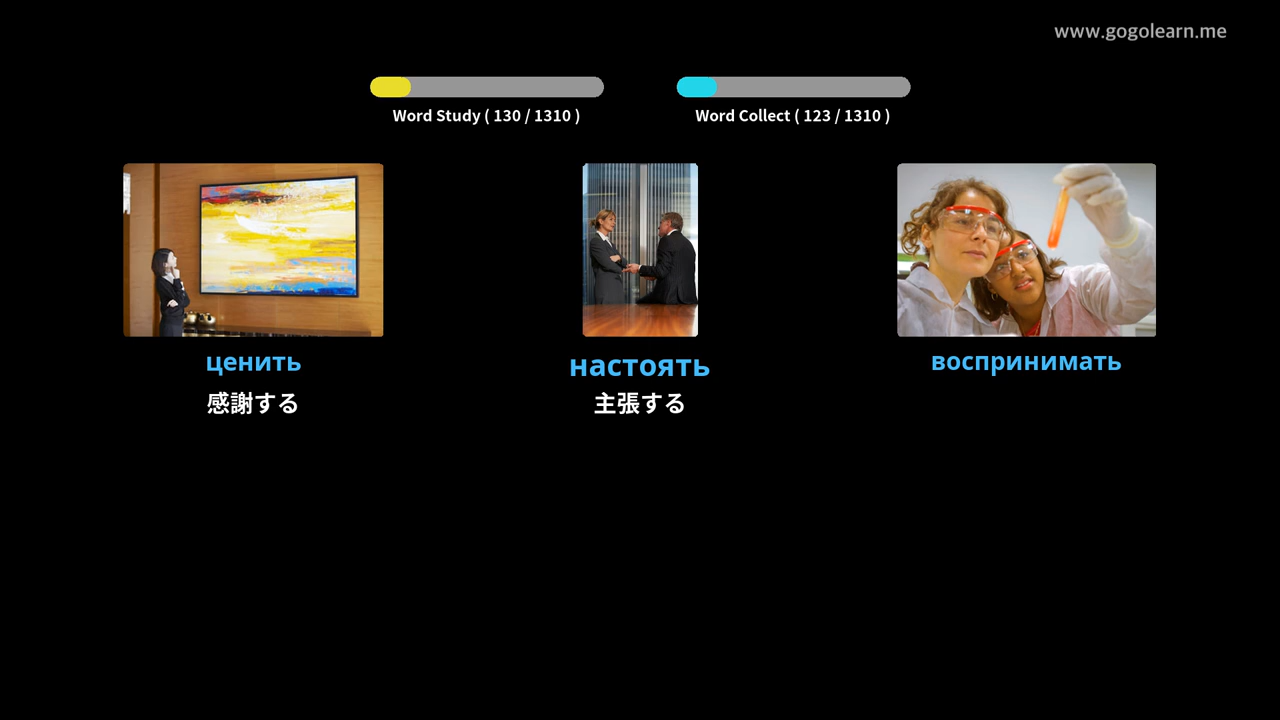 www.gogolearn.me
Word Study ( 130 / 1310 )
Word Collect ( 123 / 1310 )
ценить
настоять
воспринимать
感謝する
主張する